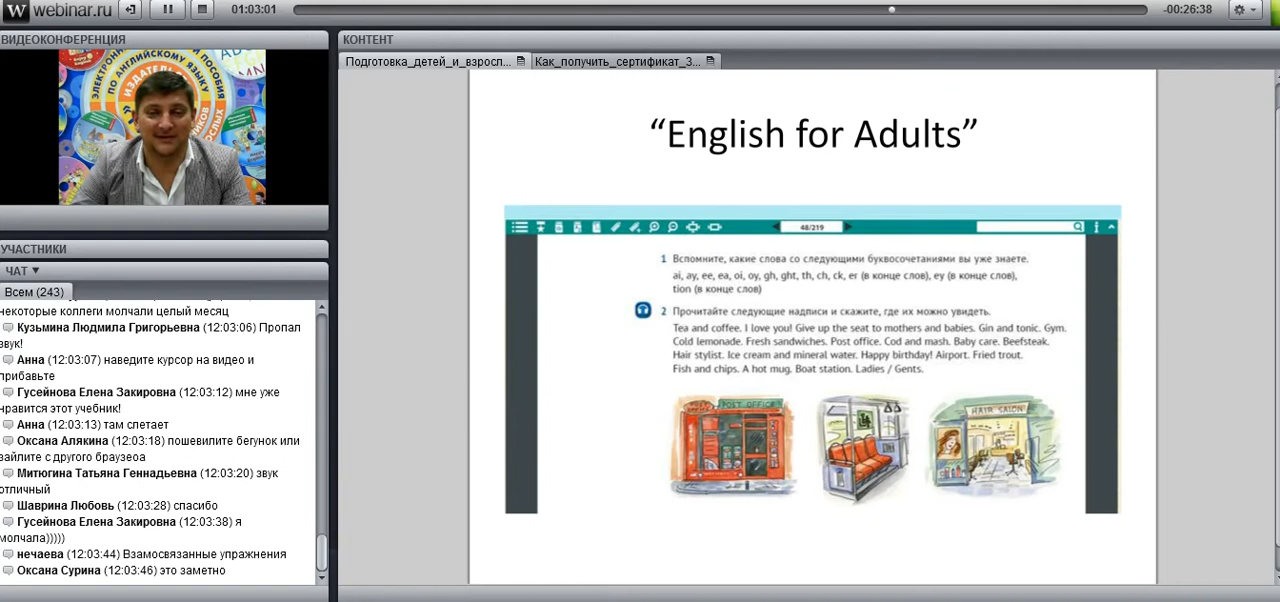 webinar.ru
01:03:01
-00:26:38
ВИДЕОКОНФЕРЕНЦИЯ
ЭЛЕКТРОННЫЕ ПОСОБИЯ
ПО АНГЛИЙСКОМУ ЯЗЫКУ
УЧАСТНИКИ
ЧАТ ▼
Всем (243)
некоторые коллеги молчали целый месяц
Кузьмина Людмила Григорьевна (12:03:06) Пропал
звук!
Анна (12:03:07) наведите курсор на видео и
прибавьте
Гусейнова Елена Закировна (12:03:12) мне уже
нравится этот учебник!
Анна (12:03:13) там слетает
Оксана Алякина (12:03:18) пошевилите бегунок или
зайдите с другого браузеоа
Митюгина Татьяна Геннадьевна (12:03:20) звук
отличный
Шаврина Любовь (12:03:28) спасибо
Гусейнова Елена Закировна (12:03:38) я
молчала)))))
нечаева (12:03:44) Взамосвязанные упражнения
Оксана Сурина (12:03:46) это заметно
КОНТЕНТ
Подготовка_детей_и_взросл...
Как_получить_сертификат_3...
“English for Adults”
48/219
1 Вспомните, какие слова со следующими буквосочетаниями вы уже знаете.
ai, ay, ee, ea, oi, oy, gh, ght, th, ch, ck, er (в конце слов), ey (в конце слов),
tion (в конце слов)
2 Прочитайте следующие надписи и скажите, где их можно увидеть.
Tea and coffee. I love you! Give up the seat to mothers and babies. Gin and tonic. Gym.
Cold lemonade. Fresh sandwiches. Post office. Cod and mash. Baby care. Beefsteak.
Hair stylist. Ice cream and mineral water. Happy birthday! Airport. Fried trout.
Fish and chips. A hot mug. Boat station. Ladies / Gents.
POST OFFICE
HAIR SALON